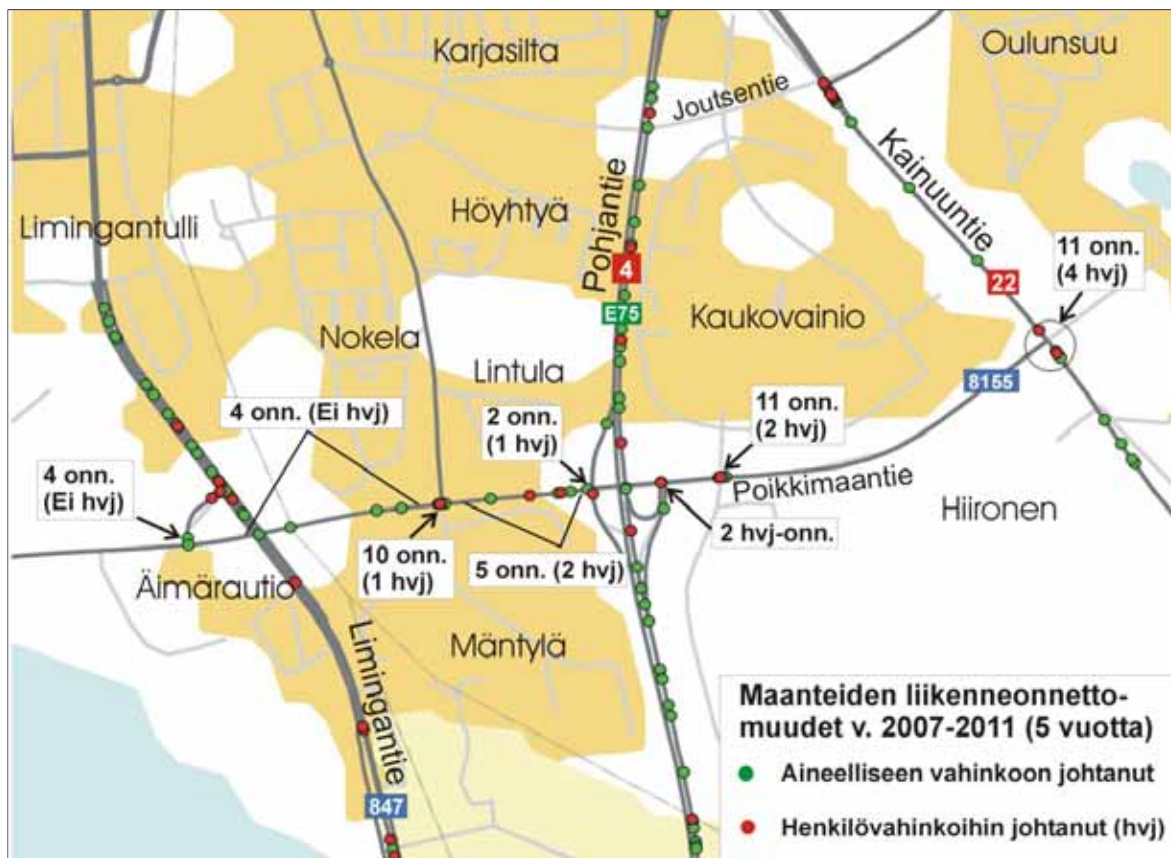 Karjasilta
Oulunsuu
Joutsentie
Kainuuntie
Pohjantie
Höyhtyä
Limingantulli
4
22
11 onn.
(4 hvj)
E75
Kaukovainio
Nokela
Lintula
8155
4 onn. (Ei hvj)
2 onn.
(1 hvj)
11 onn.
(2 hvj)
4 onn.
(Ei hvj)
Poikkimaantie
Hiironen
2 hvj-onn.
10 onn.
(1 hvj)
5 onn. (2 hvj)
Äimärautio
Mäntylä
Limingantie
847
Maanteiden liikenneonnetto-
muudet v. 2007-2011 (5 vuotta)
Aineelliseen vahinkoon johtanut
Henkilövahinkoihin johtanut (hvj)